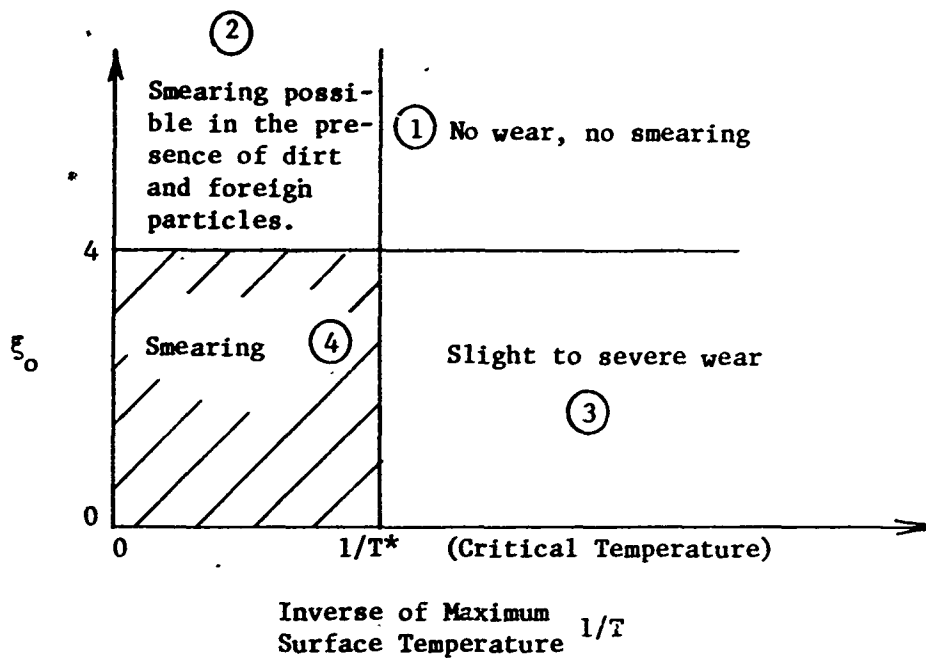 2
Smearing possi-
ble in the pre-
sence of dirt
and foreign
particles.
1 No wear, no smearing
4
ξo
Smearing 4
Slight to severe wear
3
0
0 1/T* (Critical Temperature)
Inverse of Maximum
Surface Temperature 1/T